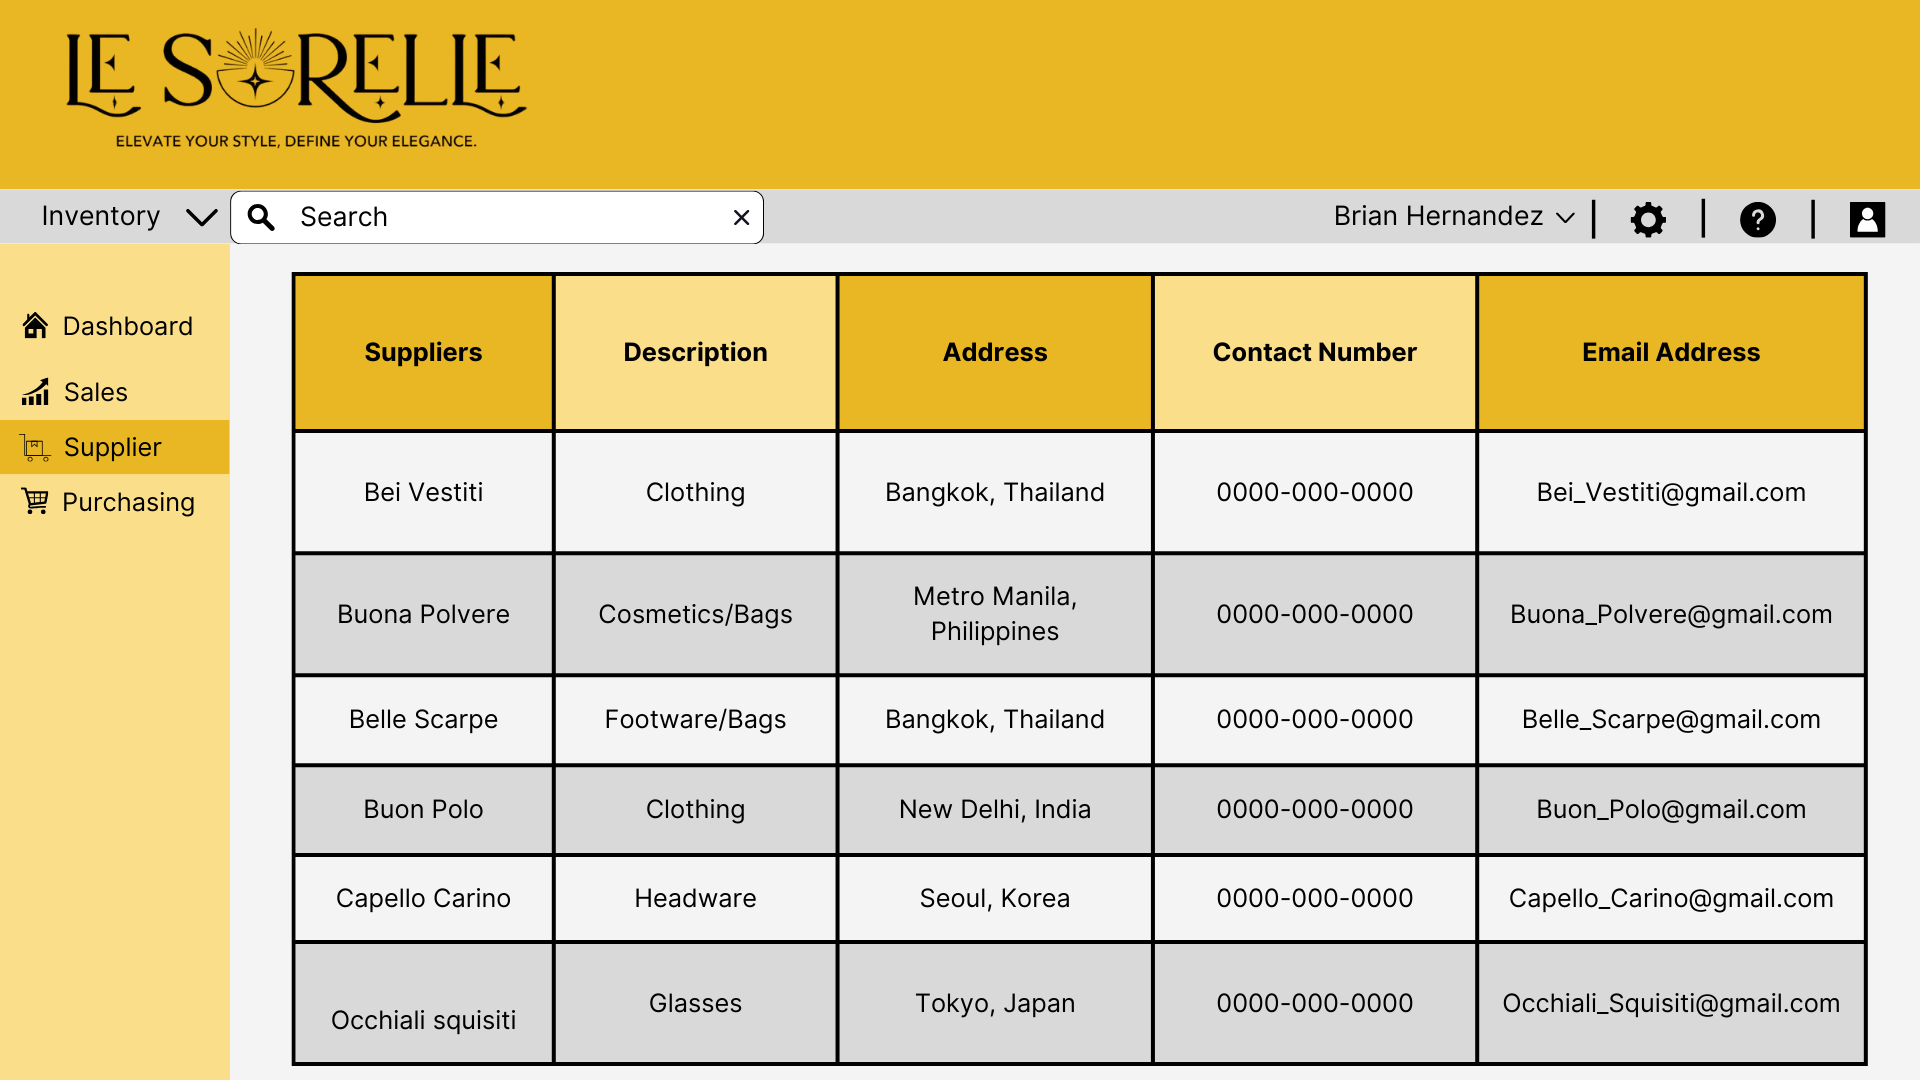 LE SORELLE
ELEVATE YOUR STYLE, DEFINE YOUR ELEGANCE.
Inventory
Search
Brian Hernandez
Dashboard
Sales
Supplier
Purchasing
Suppliers Description Address Contact Number Email Address
Bei Vestiti Clothing Bangkok, Thailand 0000-000-0000 Bei_Vestiti@gmail.com
Buona Polvere Cosmetics/Bags Metro Manila,
Philippines 0000-000-0000 Buona_Polvere@gmail.com
Belle Scarpe Footware/Bags Bangkok, Thailand 0000-000-0000 Belle_Scarpe@gmail.com
Buon Polo Clothing New Delhi, India 0000-000-0000 Buon_Polo@gmail.com
Capello Carino Headware Seoul, Korea 0000-000-0000 Capello_Carino@gmail.com
Occhiali squisiti Glasses Tokyo, Japan 0000-000-0000 Occhiali_Squisiti@gmail.com